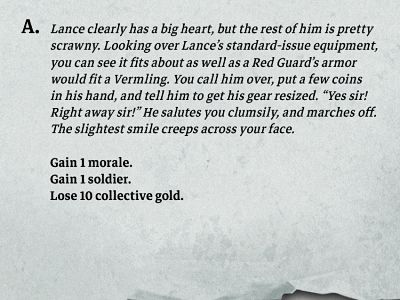 A. Lance clearly has a big heart, but the rest of him is pretty
scrawny. Looking over Lance's standard-issue equipment,
you can see it fits about as well as a Red Guard's armor
would fit a Vermling. You call him over, put a few coins
in his hand, and tell him to get his gear resized. “Yes sir!
Right away sir!” He salutes you clumsily, and marches off.
The slightest smile creeps across your face.
Gain 1 morale.
Gain 1 soldier.
Lose 10 collective gold.